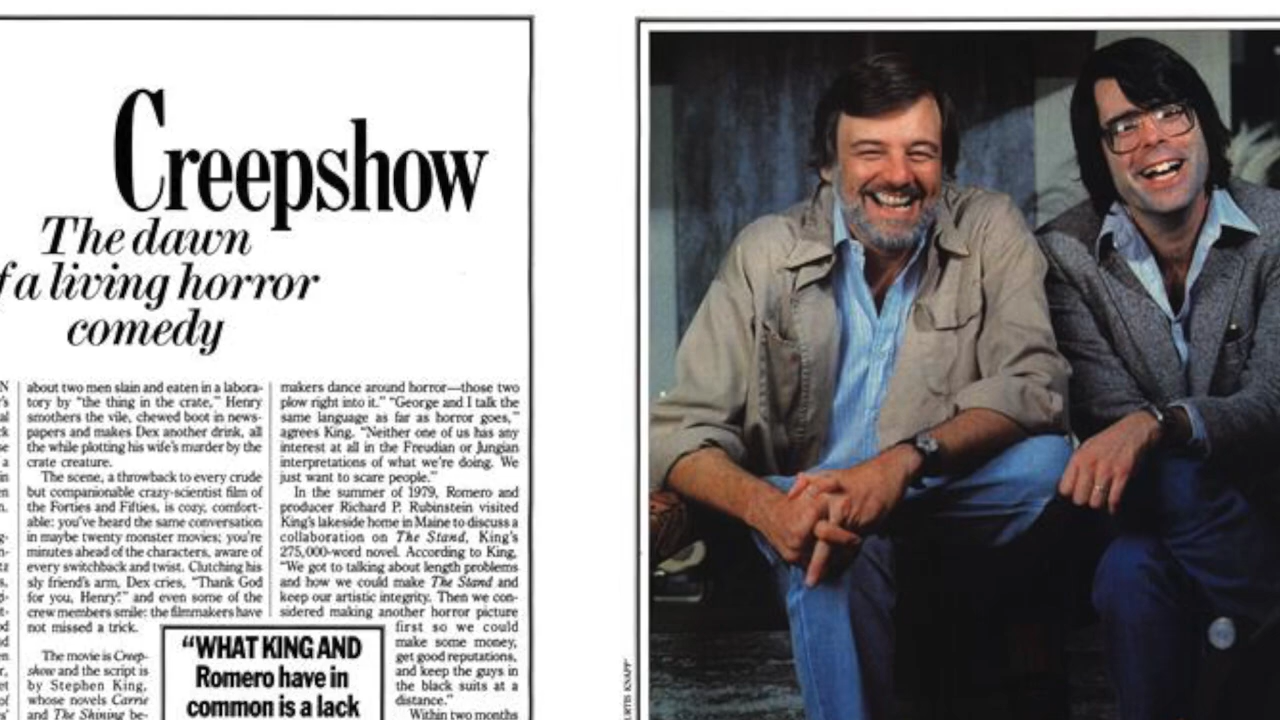 Creepshow
The dawn
f a living horror
comedy
about two men slain and eaten in a labora-
tory by "the thing in the crate," Henry
smothers the vile, chewed boot in news-
papers and makes Dex another drink, all
the while plotting his wife's murder by the
crate creature.
The scene, a throwback to every crude
but companionable crazy-scientist film of
the Forties and Fifties, is cozy, comfort-
able: you've heard the same conversation
in maybe twenty monster movies; you're
minutes ahead of the characters, aware of
every switchback and twist. Clutching his
sly friend's arm, Dex cries, "Thank God
for you, Henry!" and even some of the
crew members smile: the filmmakers have
not missed a trick.
The movie is Creep-
show and the script is
by Stephen King,
whose novels Carrie
and The Shining be-
makers dance around horror—those two
plow right into it." "George and I talk the
same language as far as horror goes,"
agrees King. "Neither one of us has any
interest at all in the Freudian or Jungian
interpretations of what we're doing. We
just want to scare people."
In the summer of 1979, Romero and
producer Richard P. Rubinstein visited
King's lakeside home in Maine to discuss a
collaboration on The Stand, King's
275,000-word novel. According to King,
"We got to talking about length problems
and how we could make The Stand and
keep our artistic integrity. Then we con-
sidered making another horror picture
first so we could
make some money,
get good reputations,
and keep the guys in
the black suits at a
distance."
Within two months
"WHAT KING AND
Romero have in
common is a lack
URTIS KNAPP